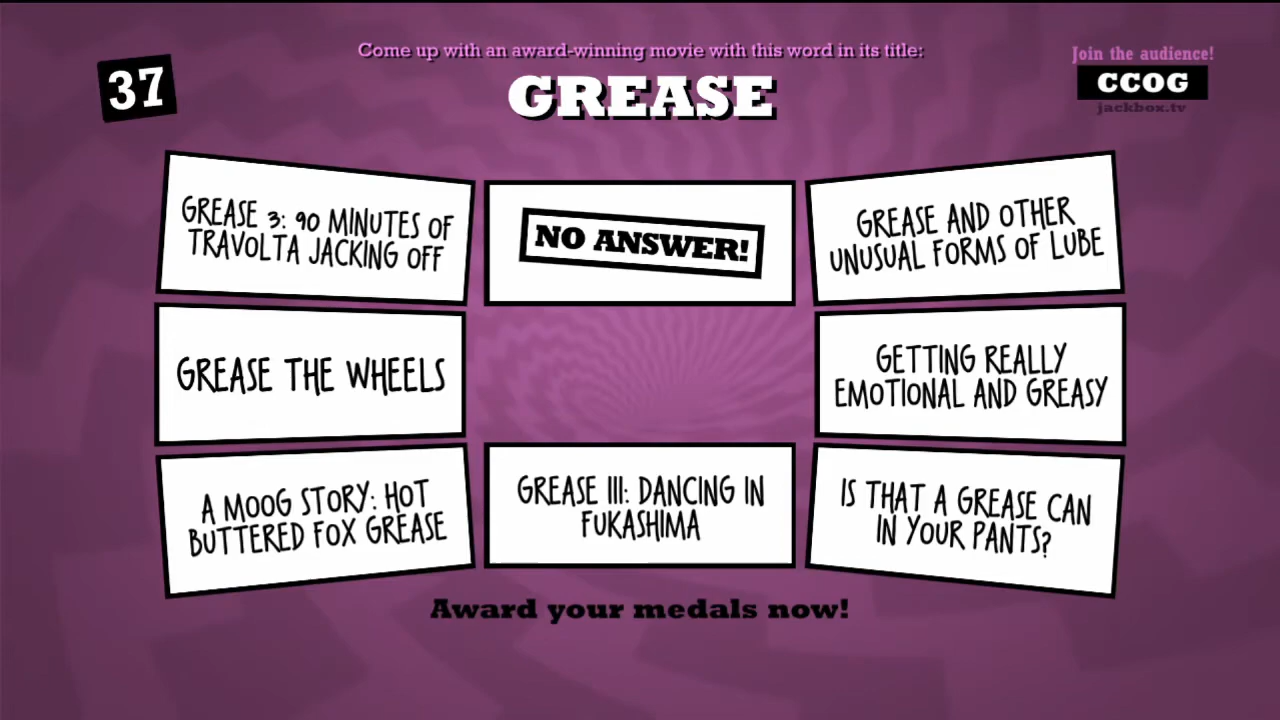 Come up with an award-winning movie with this word in its title:
GREASE
37
Join the audience!
CCOG
jackbox.tv
GREASE 3: 90 MINUTES OF
TRAVOLTA JACKING OFF
NO ANSWER!
GREASE AND OTHER
UNUSUAL FORMS OF LUBE
GREASE THE WHEELS
GETTING REALLY
EMOTIONAL AND GREASY
A MOOG STORY: HOT
BUTTERED FOX GREASE
GREASE III: DANCING IN
FUKASHIMA
IS THAT A GREASE CAN
IN YOUR PANTS?
Award your medals now!